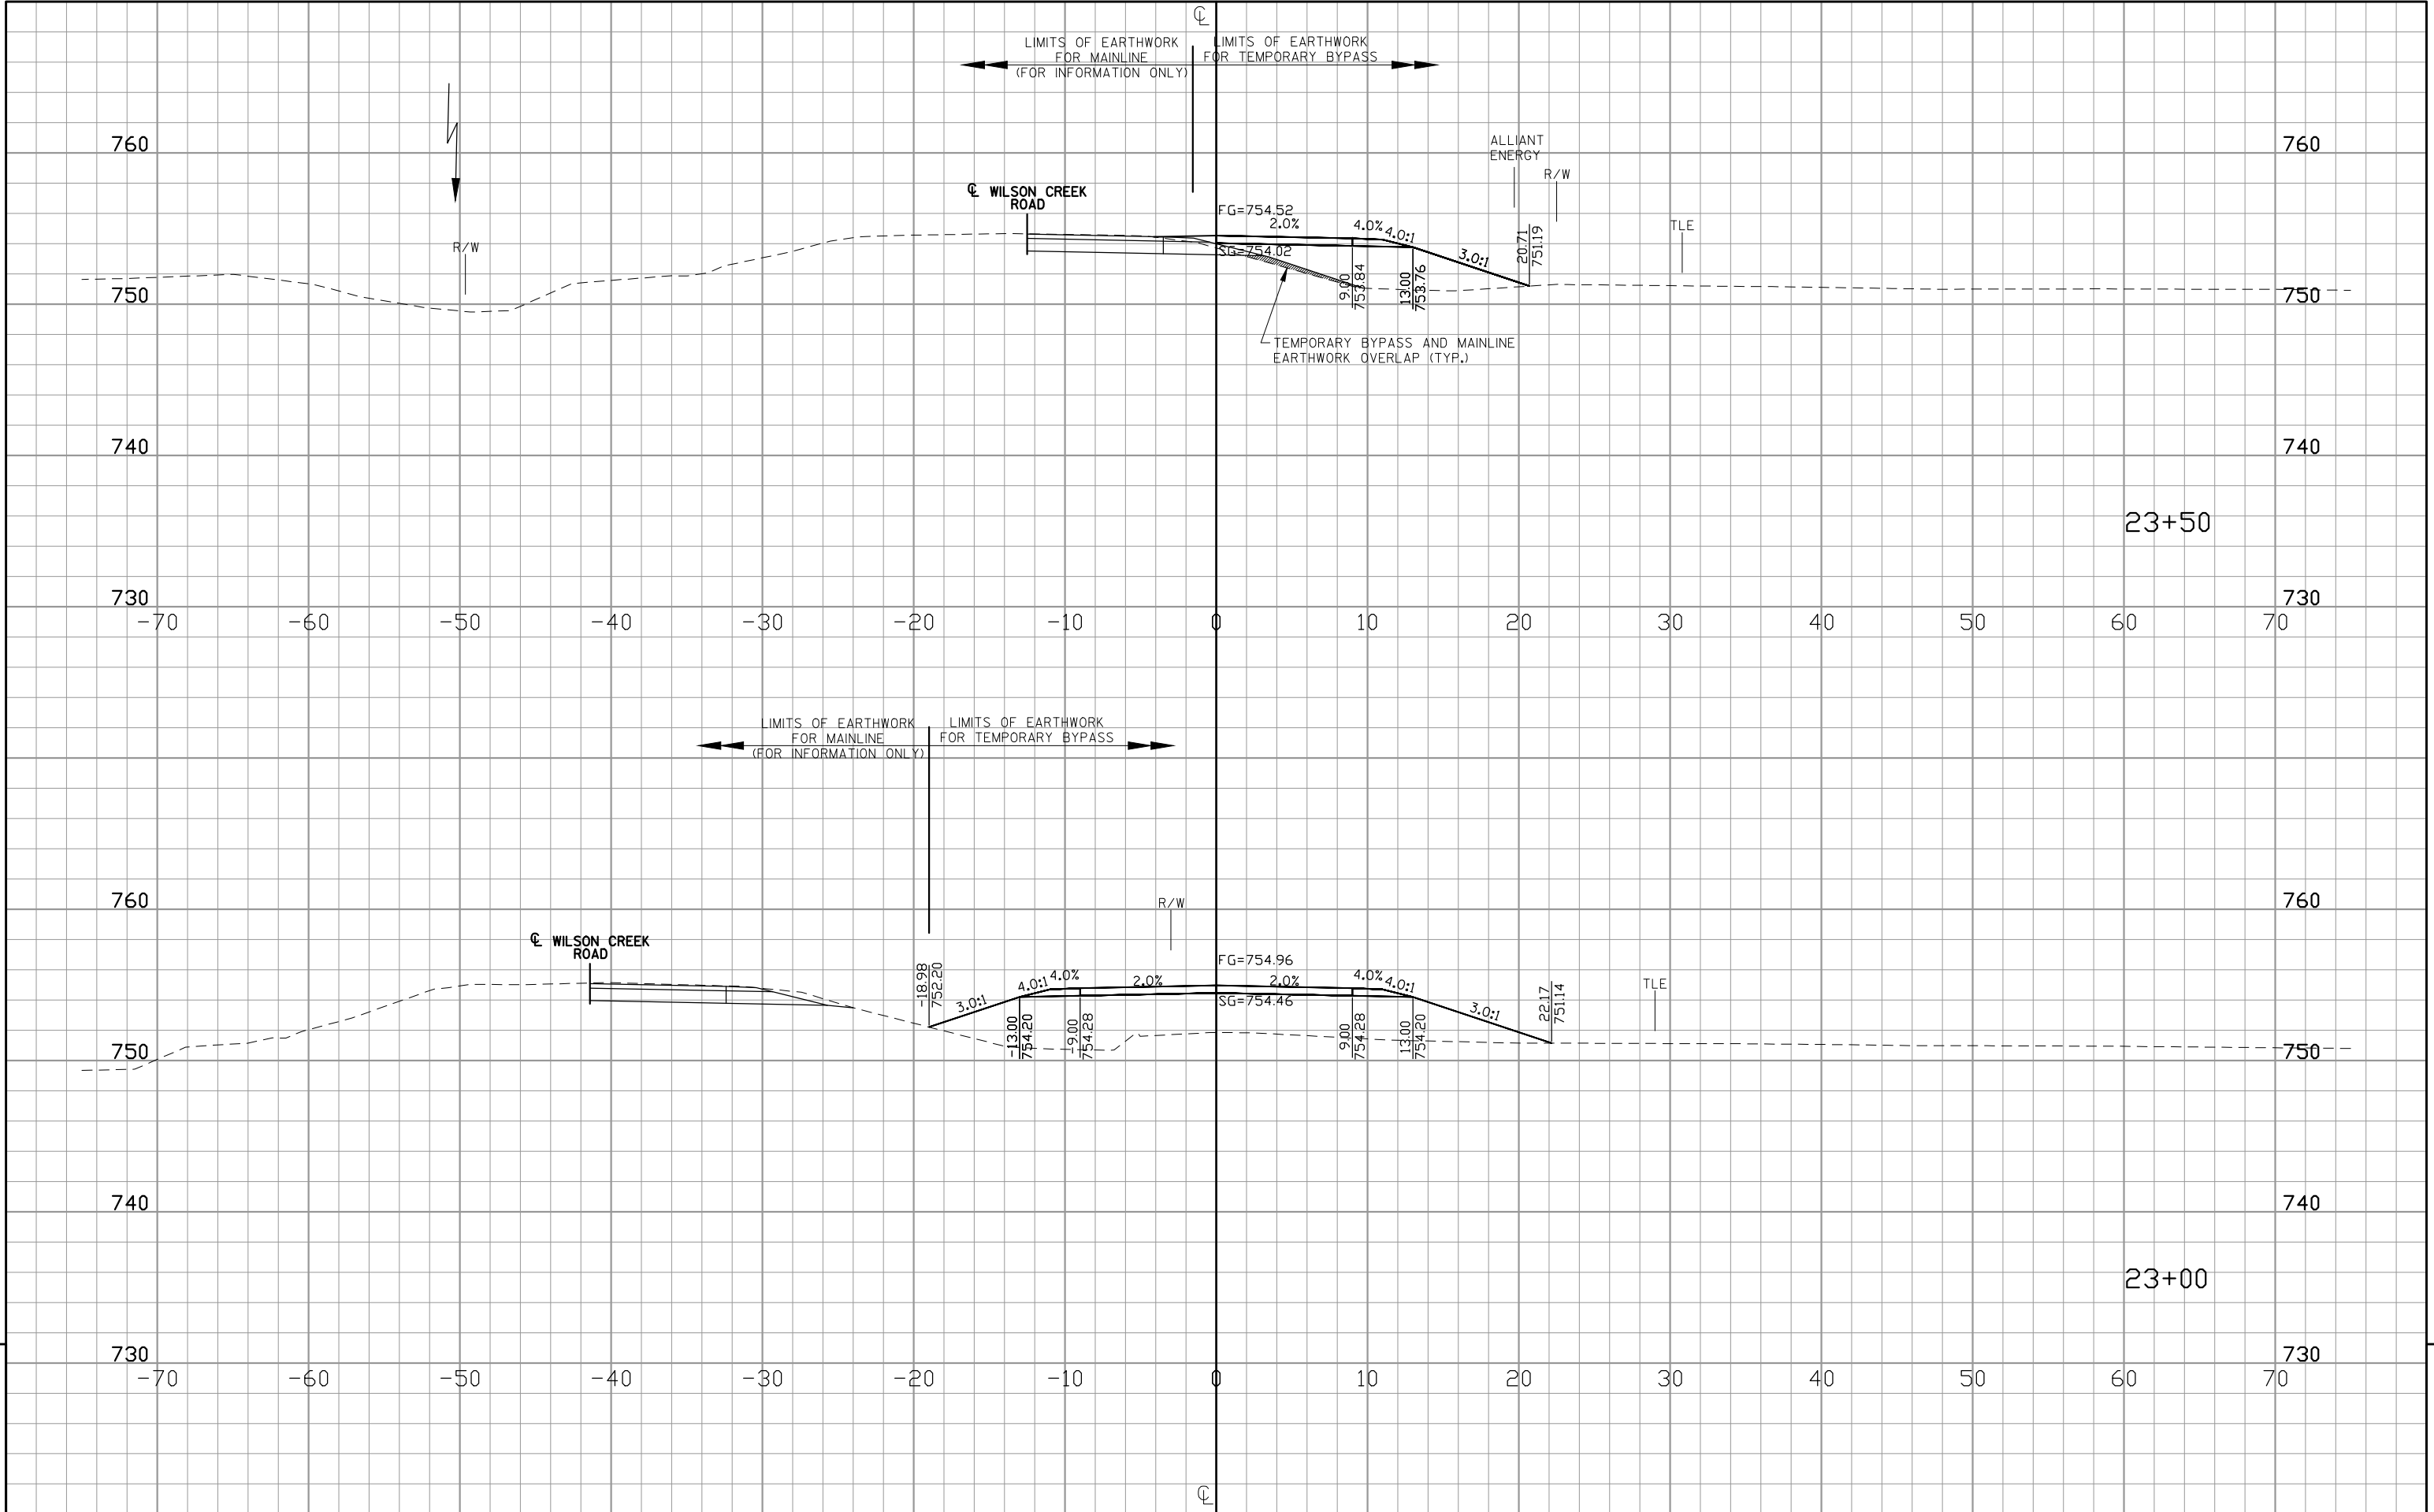 ℄
LIMITS OF EARTHWORK
FOR MAINLINE
(FOR INFORMATION ONLY)
LIMITS OF EARTHWORK
FOR TEMPORARY BYPASS
ALLIANT
ENERGY
R/W
760
760
℄ WILSON CREEK
ROAD
FG=754.52
2.0%
4.0%
4.0:1
TLE
R/W
SG=754.02
3.0:1
20.71
751.19
9.00
753.84
13.00
753.76
750
750
TEMPORARY BYPASS AND MAINLINE
EARTHWORK OVERLAP (TYP.)
740
740
23+50
730
730
-70 -60 -50 -40 -30 -20 -10 0 10 20 30 40 50 60 70
LIMITS OF EARTHWORK
FOR MAINLINE
(FOR INFORMATION ONLY)
LIMITS OF EARTHWORK
FOR TEMPORARY BYPASS
760
760
R/W
℄ WILSON CREEK
ROAD
FG=754.96
-18.98
752.20
3.0:1
4.0:1
4.0%
2.0%
2.0%
4.0%
4.0:1
TLE
SG=754.46
3.0:1
22.17
751.14
-13.00
754.20
-9.00
754.28
9.00
754.28
13.00
754.20
750
750
740
740
23+00
730
730
-70 -60 -50 -40 -30 -20 -10 0 10 20 30 40 50 60 70
℄